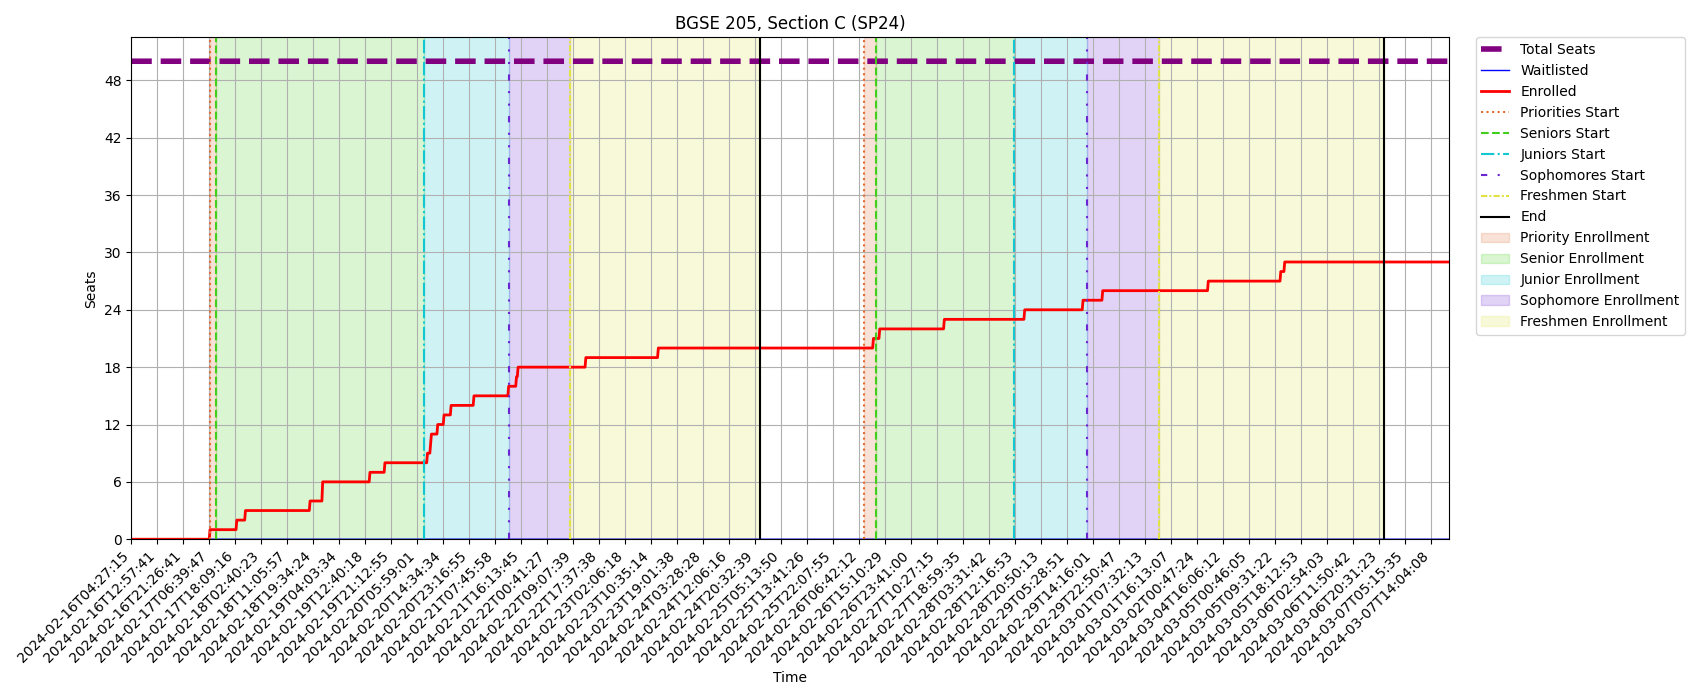 BGSE 205, Section C (SP24)
Total Seats
Waitlisted
Enrolled
Priorities Start
Seniors Start
Juniors Start
Sophomores Start
Freshmen Start
End
Priority Enrollment
Senior Enrollment
Junior Enrollment
Sophomore Enrollment
Freshmen Enrollment
Seats
48
42
36
30
24
18
12
6
0
2024-02-16T04:27:15
2024-02-16T12:57:41
2024-02-16T21:26:41
2024-02-17T06:39:47
2024-02-17T18:09:16
2024-02-18T02:40:23
2024-02-18T11:05:57
2024-02-18T19:34:24
2024-02-19T04:03:34
2024-02-19T12:40:18
2024-02-19T21:12:55
2024-02-20T05:59:01
2024-02-20T14:34:34
2024-02-20T23:16:55
2024-02-21T07:45:58
2024-02-21T16:13:45
2024-02-22T00:41:27
2024-02-22T09:07:39
2024-02-22T17:37:38
2024-02-23T02:06:18
2024-02-23T10:35:14
2024-02-23T19:01:38
2024-02-24T03:28:28
2024-02-24T12:06:16
2024-02-24T20:32:39
2024-02-25T05:13:50
2024-02-25T13:41:26
2024-02-25T22:07:55
2024-02-26T06:42:12
2024-02-26T15:10:29
2024-02-26T23:41:00
2024-02-27T10:27:15
2024-02-27T18:59:35
2024-02-28T03:31:42
2024-02-28T12:16:53
2024-02-28T20:50:13
2024-02-29T05:28:51
2024-02-29T14:16:01
2024-02-29T22:50:47
2024-03-01T07:32:13
2024-03-01T16:13:07
2024-03-02T00:47:24
2024-03-04T16:06:12
2024-03-05T00:46:05
2024-03-05T09:31:22
2024-03-05T18:12:53
2024-03-06T02:54:03
2024-03-06T11:50:42
2024-03-06T20:31:23
2024-03-07T05:15:35
2024-03-07T14:04:08
Time